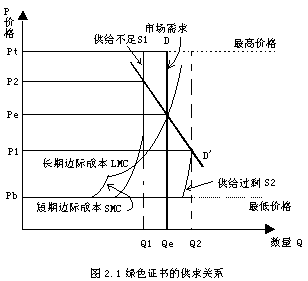 P
价格
市场需求
供给不足S1
D
Pt
最高价格
P2
Pe
P1
长期边际成本 LMC
D'
供给过剩 S2
Pb
短期边际成本 SMC
最低价格
Q1
Qe
Q2
数量 Q
图 2.1 绿色证书的供求关系